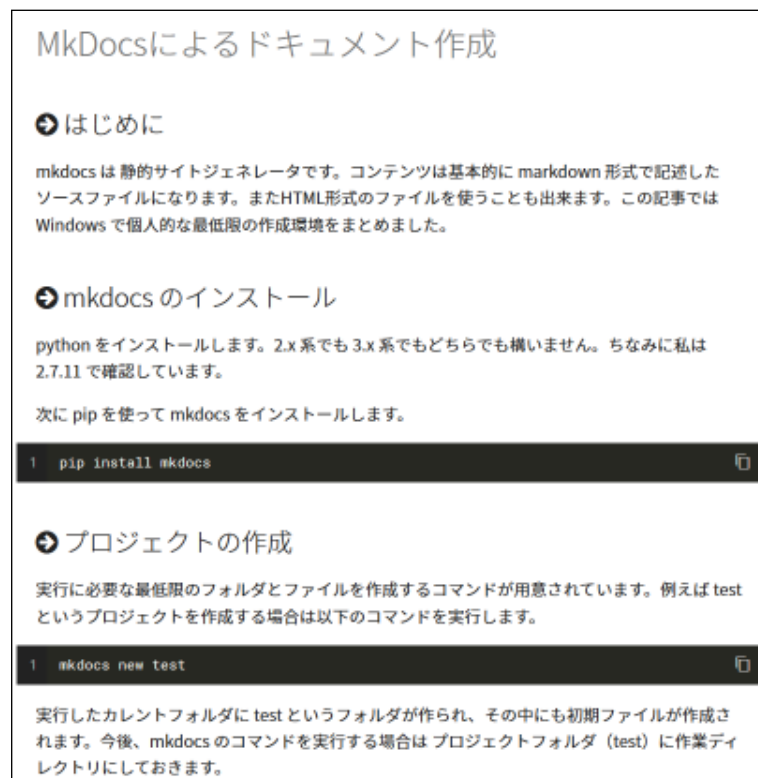 MkDocsによるドキュメント作成
はじめに
mkdocs は 静的サイトジェネレータです。コンテンツは基本的に markdown 形式で記述した
ソースファイルになります。またHTML形式のファイルを使うことも出来ます。この記事では
Windows で個人的な最低限の作成環境をまとめました。
mkdocs のインストール
python をインストールします。2.x 系でも 3.x 系でもどちらでも構いません。ちなみに私は
2.7.11 で確認しています。
次に pip を使って mkdocs をインストールします。
1 pip install mkdocs
プロジェクトの作成
実行に必要な最低限のフォルダとファイルを作成するコマンドが用意されています。例えば test
というプロジェクトを作成する場合は以下のコマンドを実行します。
1 mkdocs new test
実行したカレントフォルダに test というフォルダが作られ、その中にも初期ファイルが作成さ
れます。今後、mkdocs のコマンドを実行する場合は プロジェクトフォルダ（test）に作業ディ
レクトリにしておきます。